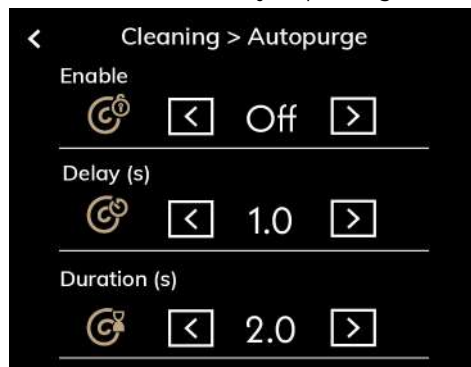 Cleaning > Autopurge
Enable
Off
Delay (s)
1.0
Duration (s)
2.0